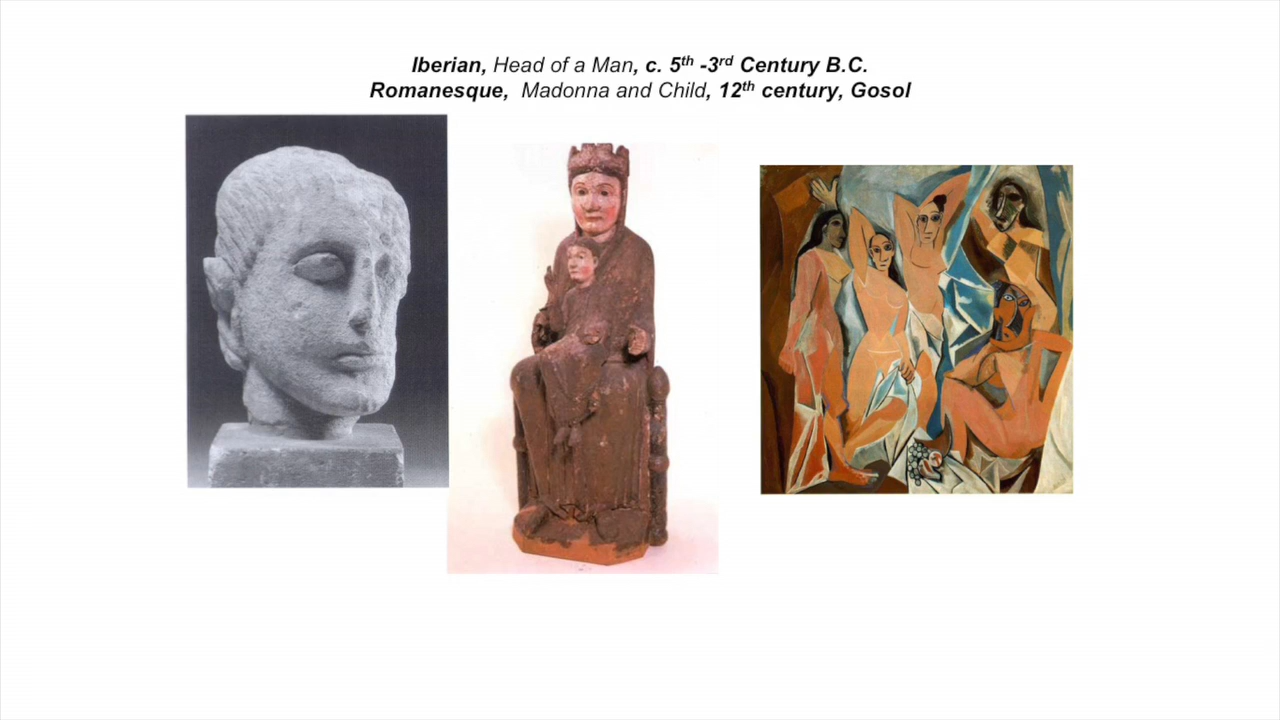 Iberian, Head of a Man, c. 5th -3rd Century B.C.
Romanesque, Madonna and Child, 12th century, Gosol